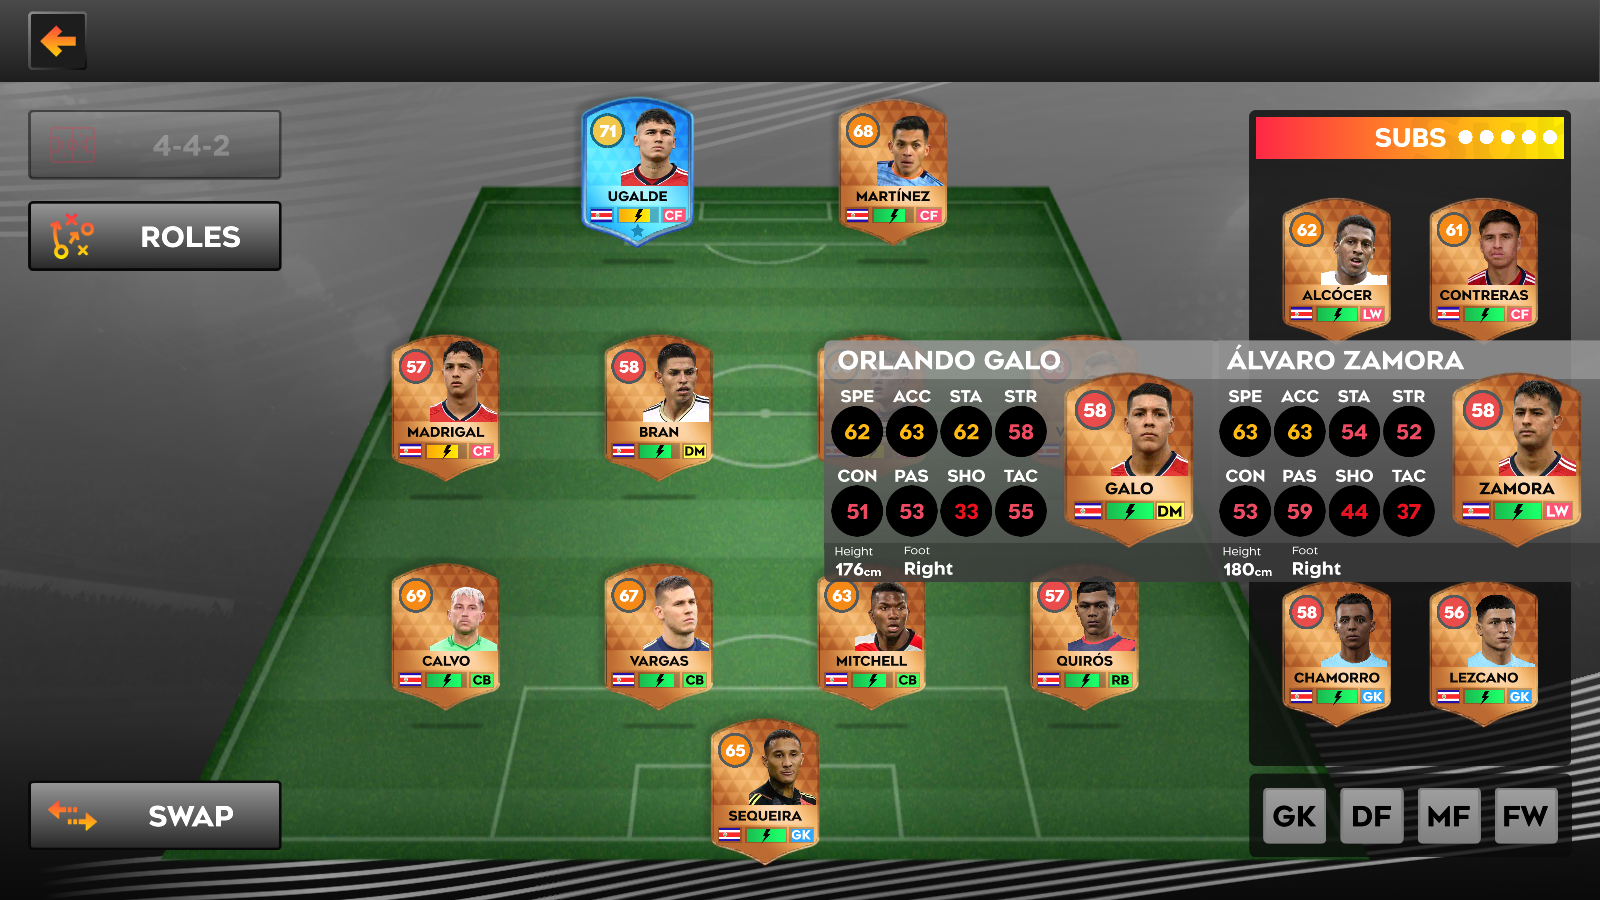 4-4-2
ROLES
SWAP
71
UGALDE
CF
68
MARTÍNEZ
CF
57
MADRIGAL
CF
58
BRAN
DM
69
CALVO
CB
67
VARGAS
CB
63
MITCHELL
CB
57
QUIRÓS
RB
65
SEQUEIRA
GK
ORLANDO GALO
SPE ACC STA STR
62 63 62 58
CON PAS SHO TAC
51 53 33 55
Height Foot
176cm Right
58
GALO
DM
ÁLVARO ZAMORA
SPE ACC STA STR
63 63 54 52
CON PAS SHO TAC
53 59 44 37
Height Foot
180cm Right
58
ZAMORA
LW
SUBS
62
ALCÓCER
LW
61
CONTRERAS
CF
58
CHAMORRO
GK
56
LEZCANO
GK
GK DF MF FW